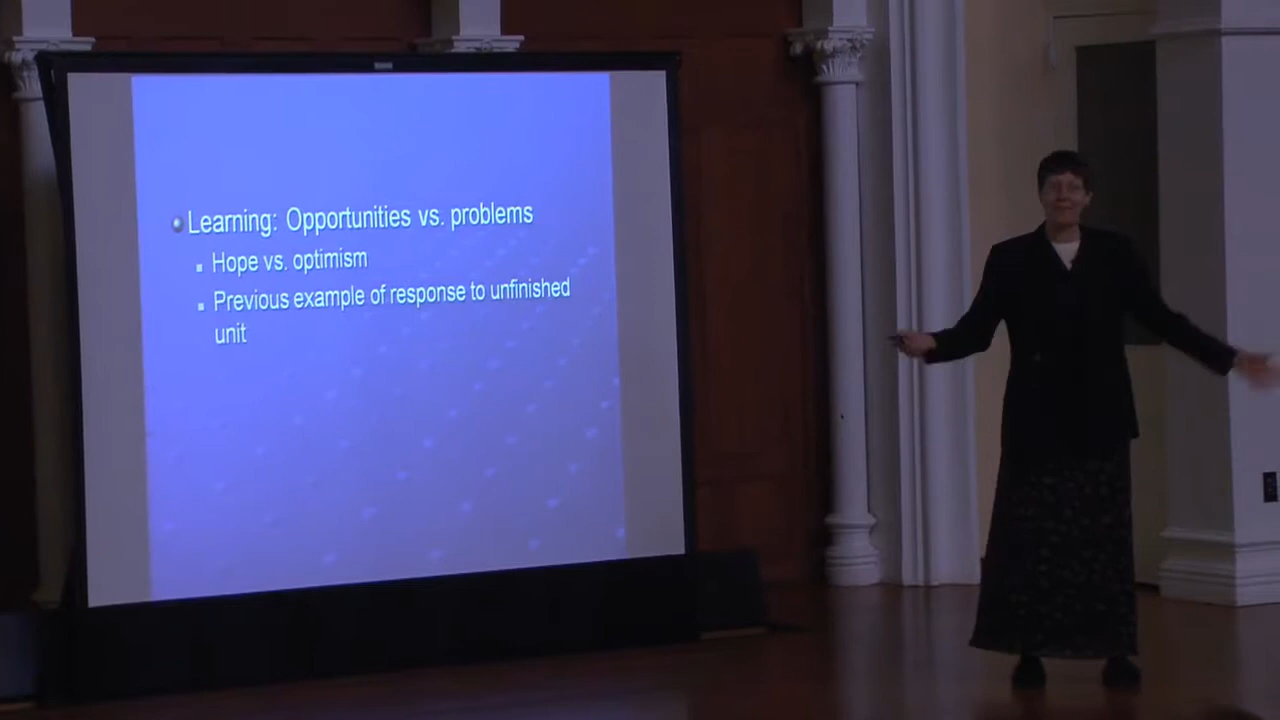 Learning: Opportunities vs. problems
Hope vs. optimism
Previous example of response to unfinished
unit